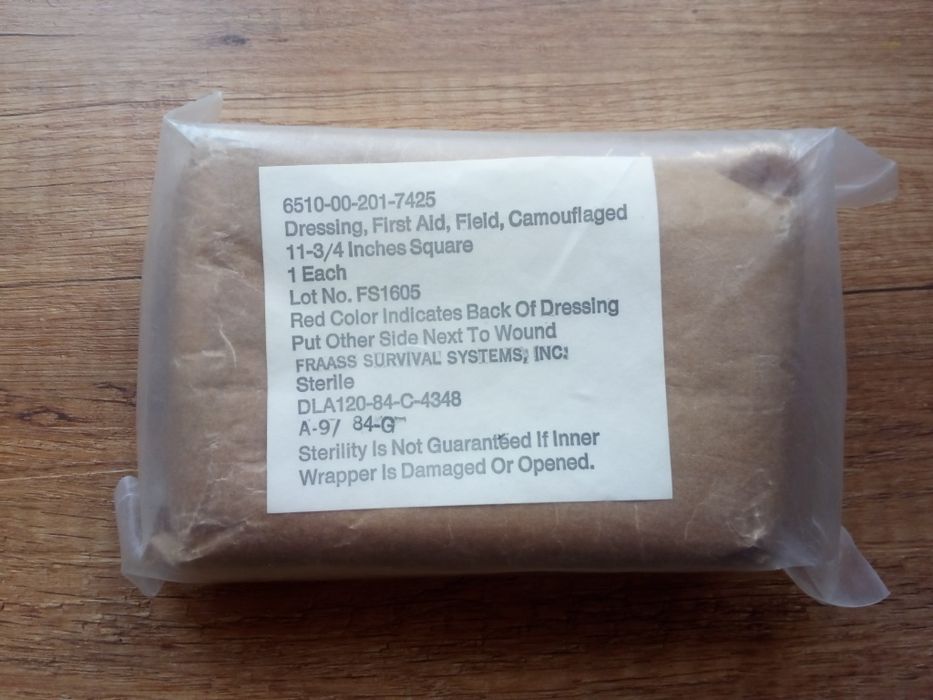 6510-00-201-7425
Dressing, First Aid, Field, Camouflaged
11-3/4 Inches Square
1 Each
Lot No. FS1605
Red Color Indicates Back Of Dressing
Put Other Side Next To Wound
FRAASS SURVIVAL SYSTEMS, INC.
Sterile
DLA120-84-C-4348
A-97 84-G
Sterility Is Not Guaranteed If Inner
Wrapper Is Damaged Or Opened.